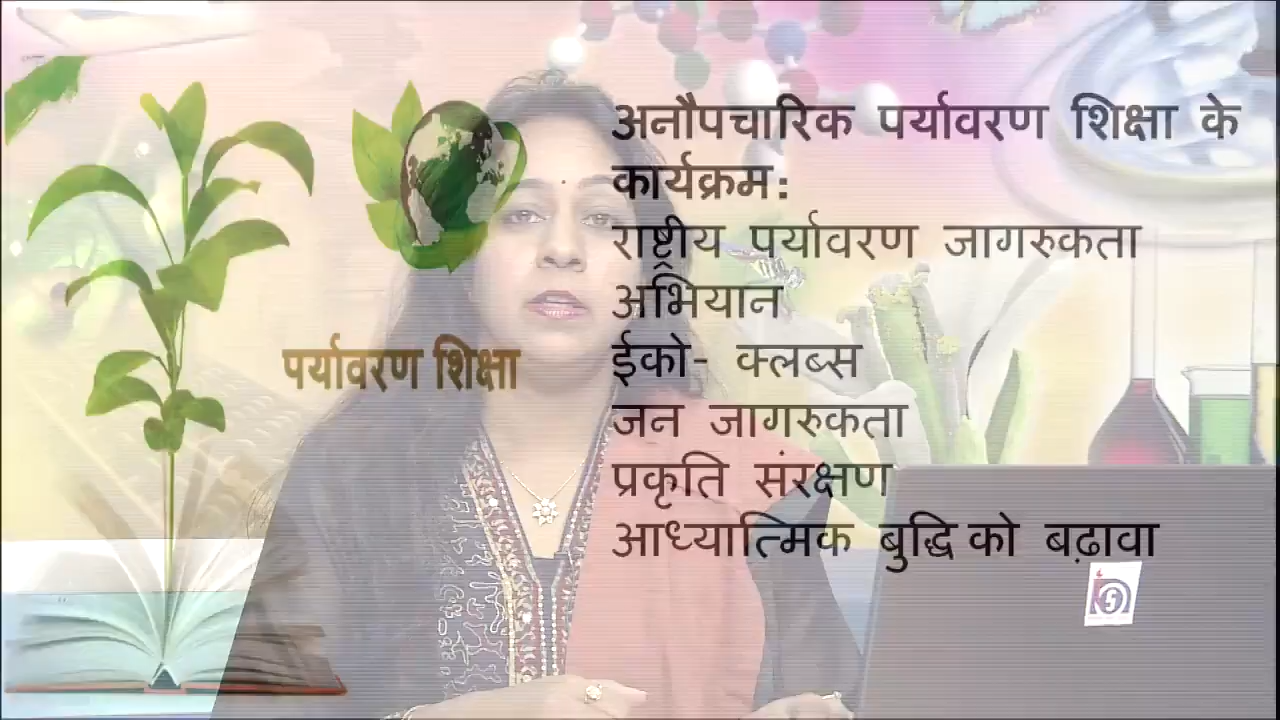 अनौपचारिक पर्यावरण शिक्षा के
कार्यक्रम:
राष्ट्रीय पर्यावरण जागरुकता
अभियान
ईको- क्लब्स
जन जागरुकता
प्रकृति संरक्षण
आध्यात्मिक बुद्धि को बढ़ावा
पर्यावरण शिक्षा